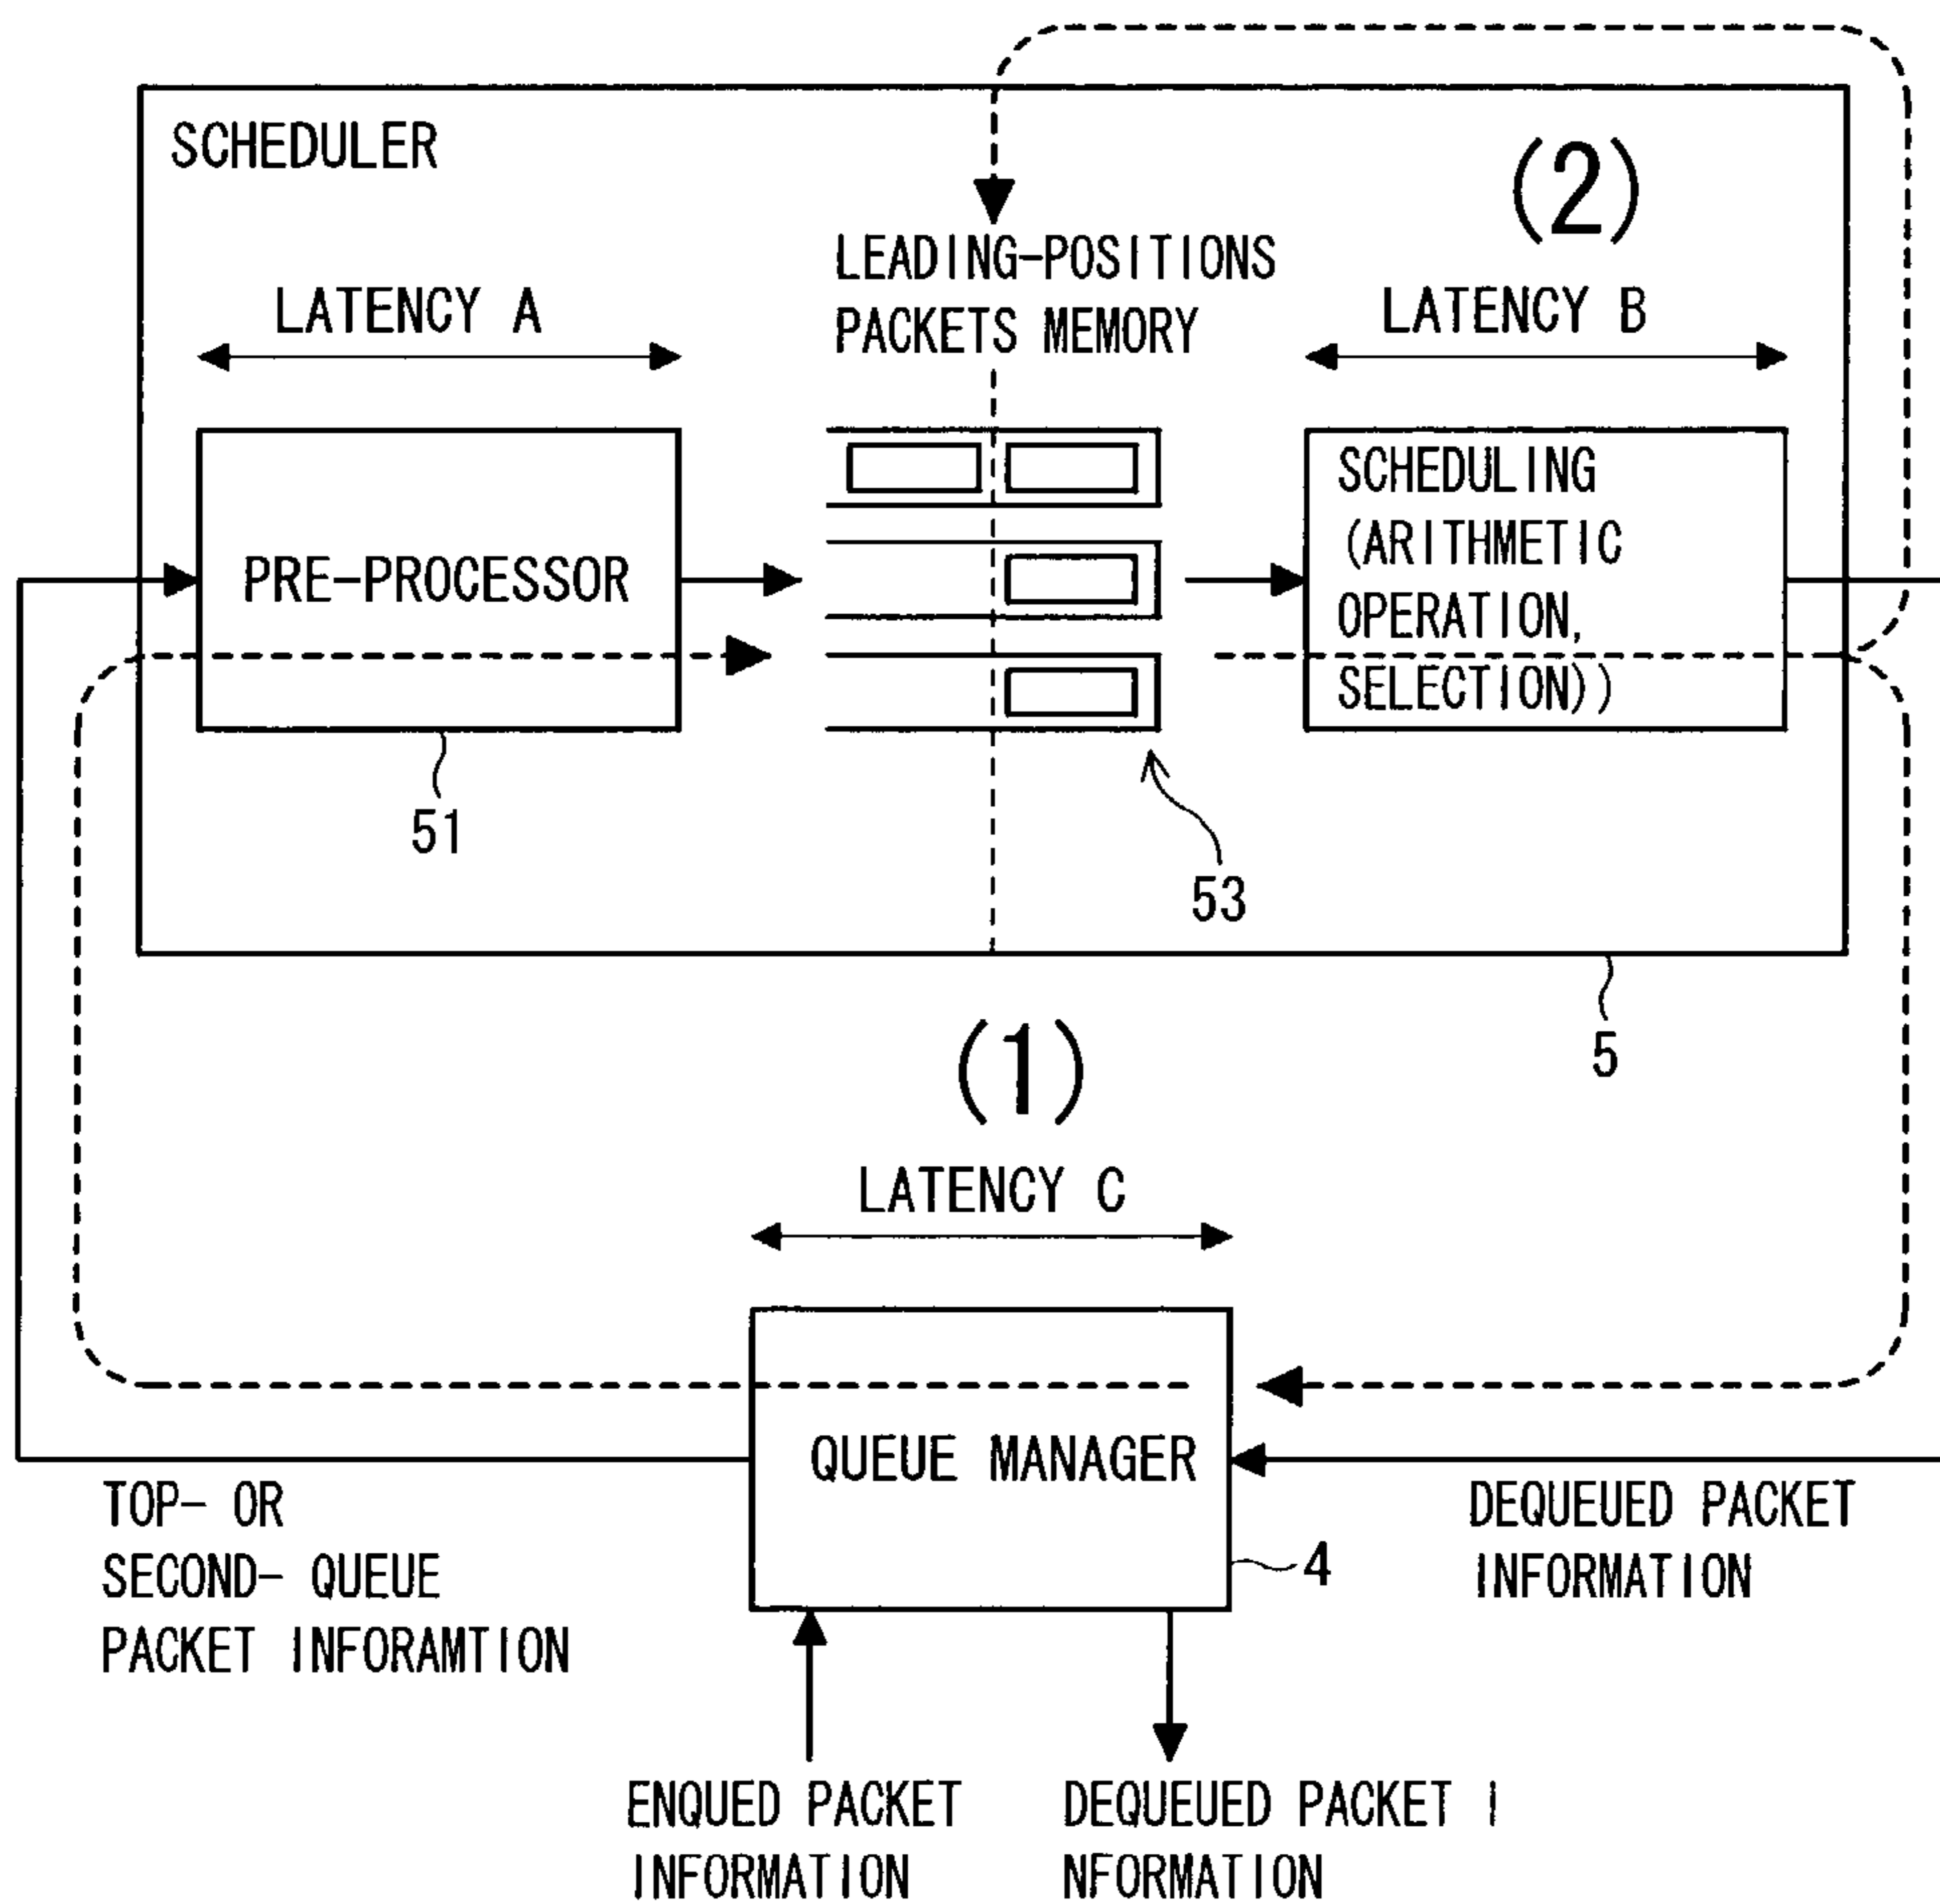 SCHEDULER
(2)
LEADING-POSITIONS
PACKETS MEMORY
LATENCY A
LATENCY B
PRE-PROCESSOR
SCHEDULING
(ARITHMETIC
OPERATION,
SELECTION))
51
53
5
(1)
LATENCY C
QUEUE MANAGER
4
TOP- OR
SECOND- QUEUE
PACKET INFORAMTION
DEQUEUED PACKET
INFORMATION
ENQUED PACKET
INFORMATION
DEQUEUED PACKET I
NFORMATION